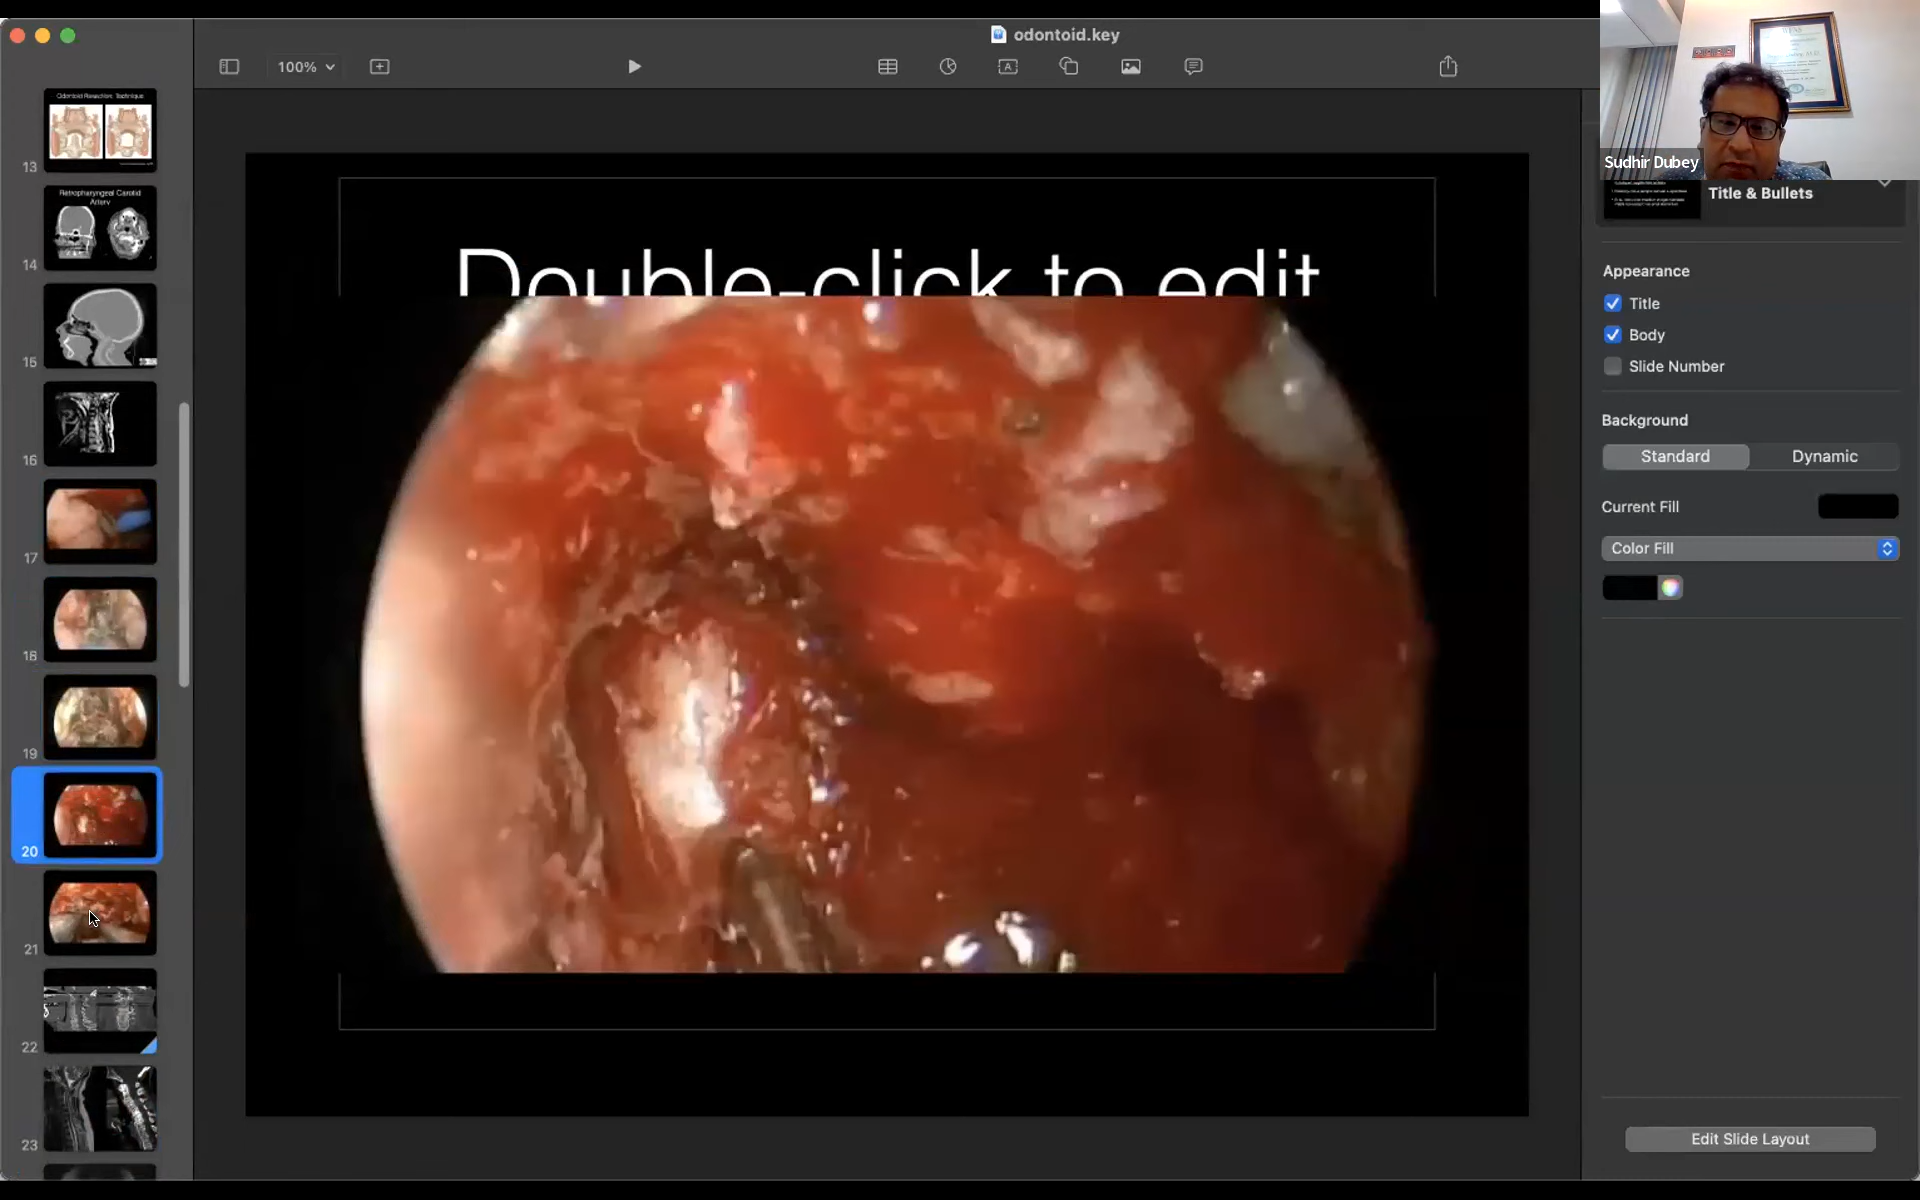 odontoid.key
100%
Odontoid Resection: Technique
13
Retropharyngeal Carotid
Artery
14
15
16
17
18
19
20
21
22
23
Double-click to edit
Sudhir Dubey
Title & Bullets
Appearance
Title
Body
Slide Number
Background
Standard
Dynamic
Current Fill
Color Fill
Edit Slide Layout